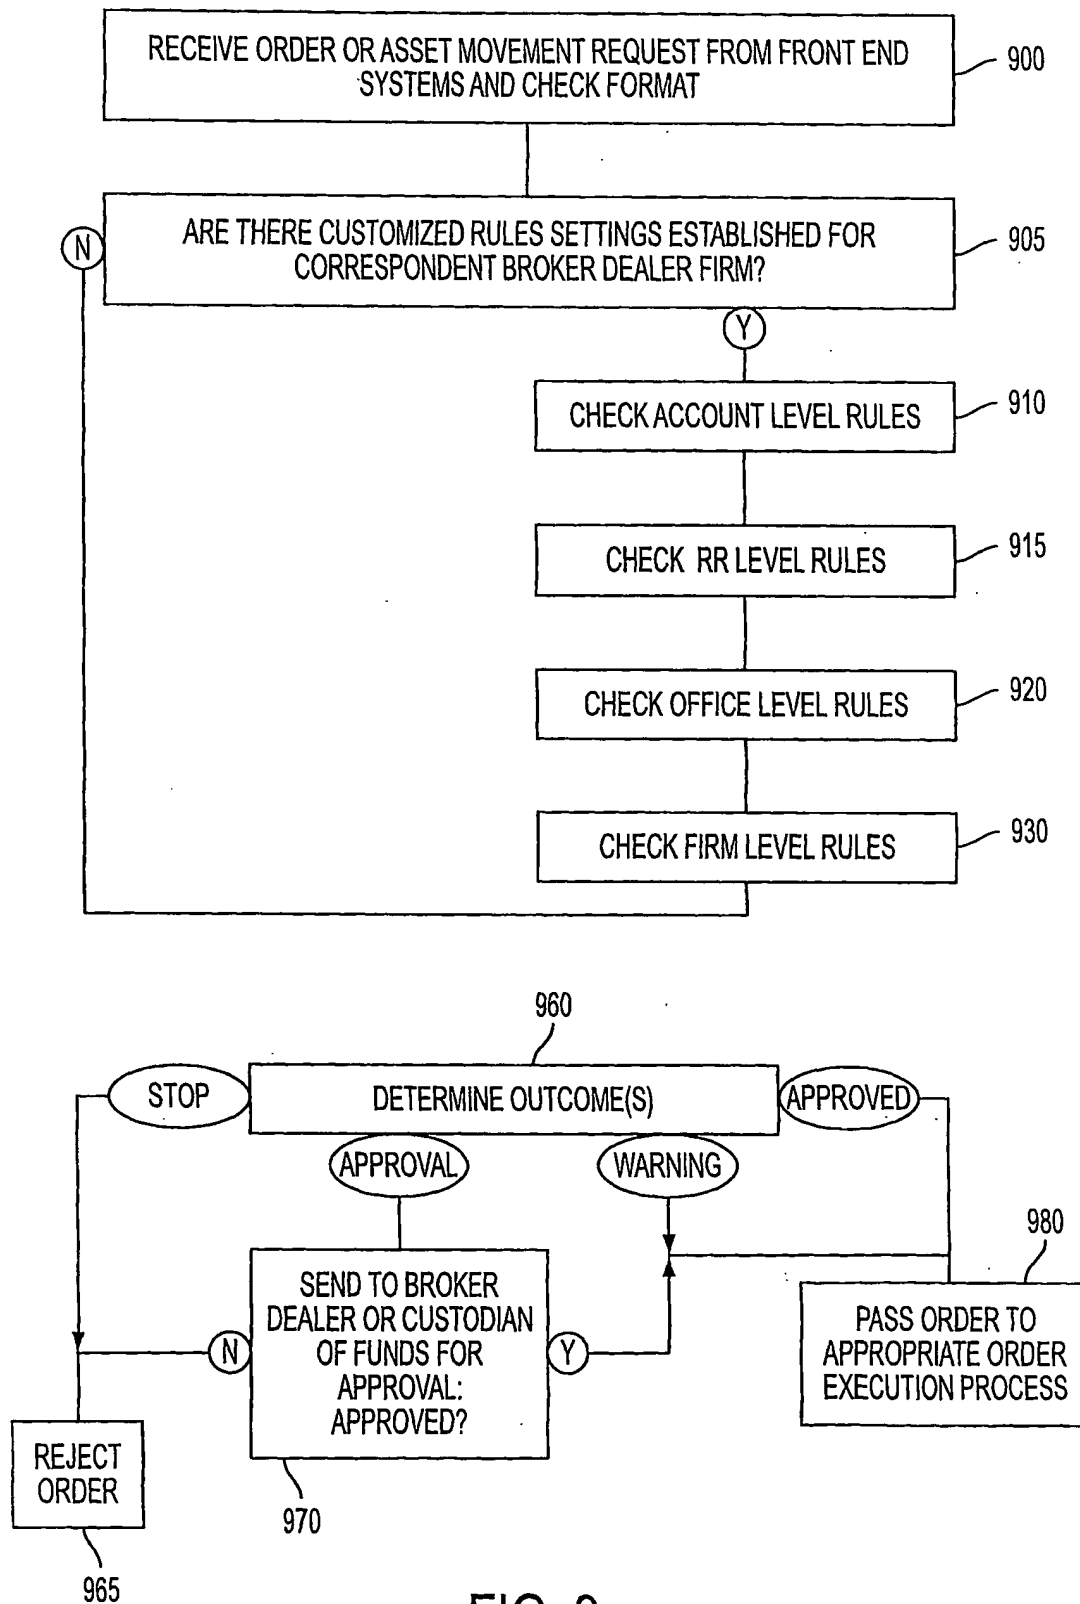 RECEIVE ORDER OR ASSET MOVEMENT REQUEST FROM FRONT END
SYSTEMS AND CHECK FORMAT
900
N
ARE THERE CUSTOMIZED RULES SETTINGS ESTABLISHED FOR
CORRESPONDENT BROKER DEALER FIRM?
905
Y
CHECK ACCOUNT LEVEL RULES
910
CHECK RR LEVEL RULES
915
CHECK OFFICE LEVEL RULES
920
CHECK FIRM LEVEL RULES
930
960
STOP
DETERMINE OUTCOME(S)
APPROVED
APPROVAL
WARNING
980
SEND TO BROKER
DEALER OR CUSTODIAN
OF FUNDS FOR
APPROVAL:
APPROVED?
N
Y
PASS ORDER TO
APPROPRIATE ORDER
EXECUTION PROCESS
REJECT
ORDER
970
965